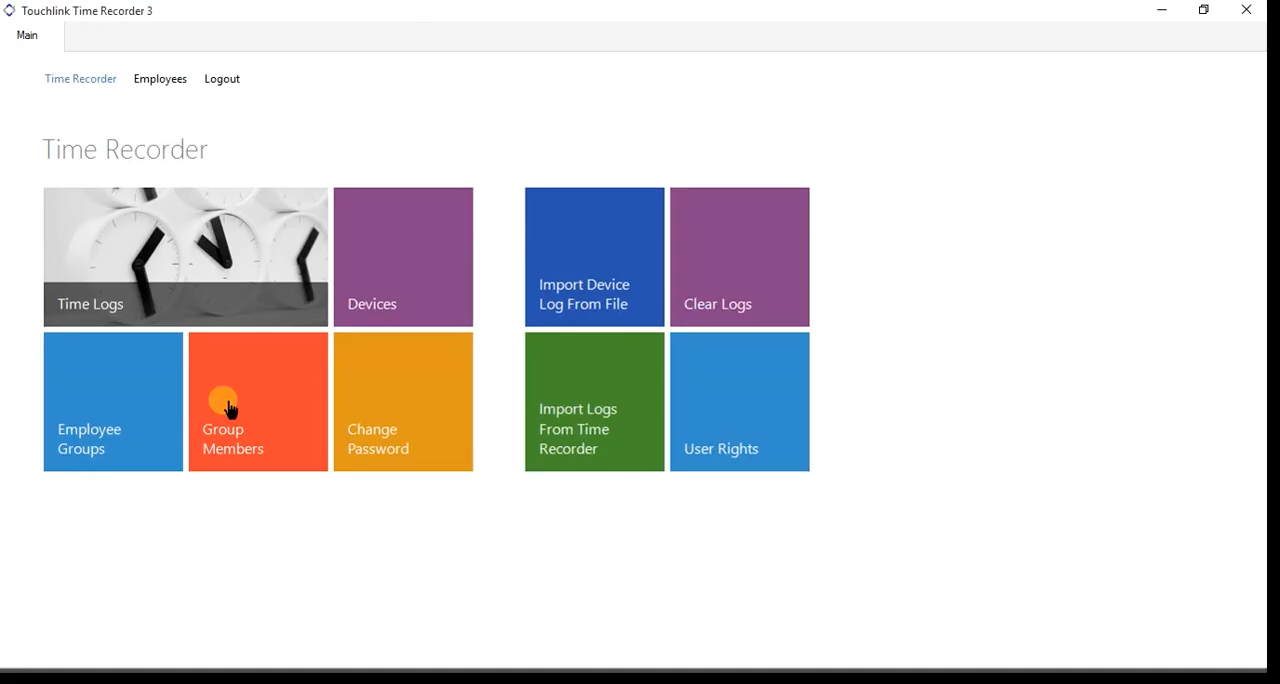 Touchlink Time Recorder 3
Main
Time Recorder Employees Logout
Time Recorder
Time Logs
Devices
Import Device
Log From File
Clear Logs
Employee
Groups
Group
Members
Change
Password
Import Logs
From Time
Recorder
User Rights